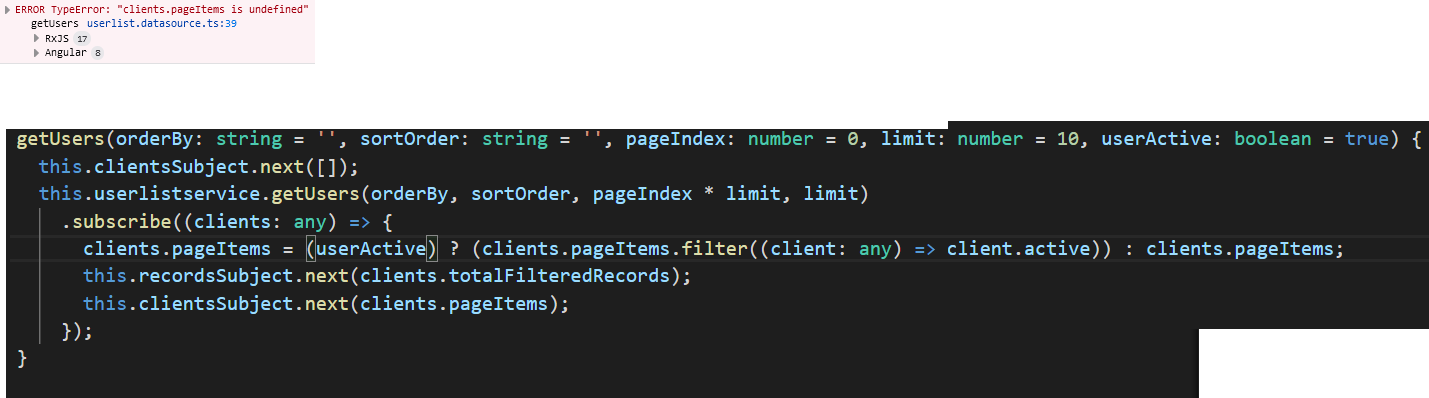 ERROR TypeError: "clients.pageItems is undefined"
getUsers userlist.datasource.ts:39
RxJS 17
Angular 8
getUsers(orderBy: string = '', sortOrder: string = '', pageIndex: number = 0, limit: number = 10, userActive: boolean = true) {
this.clientsSubject.next([]);
this.userlistservice.getUsers(orderBy, sortOrder, pageIndex * limit, limit)
.subscribe((clients: any) => {
clients.pageItems = (userActive) ? (clients.pageItems.filter((client: any) => client.active)) : clients.pageItems;
this.recordsSubject.next(clients.totalFilteredRecords);
this.clientsSubject.next(clients.pageItems);
});
}